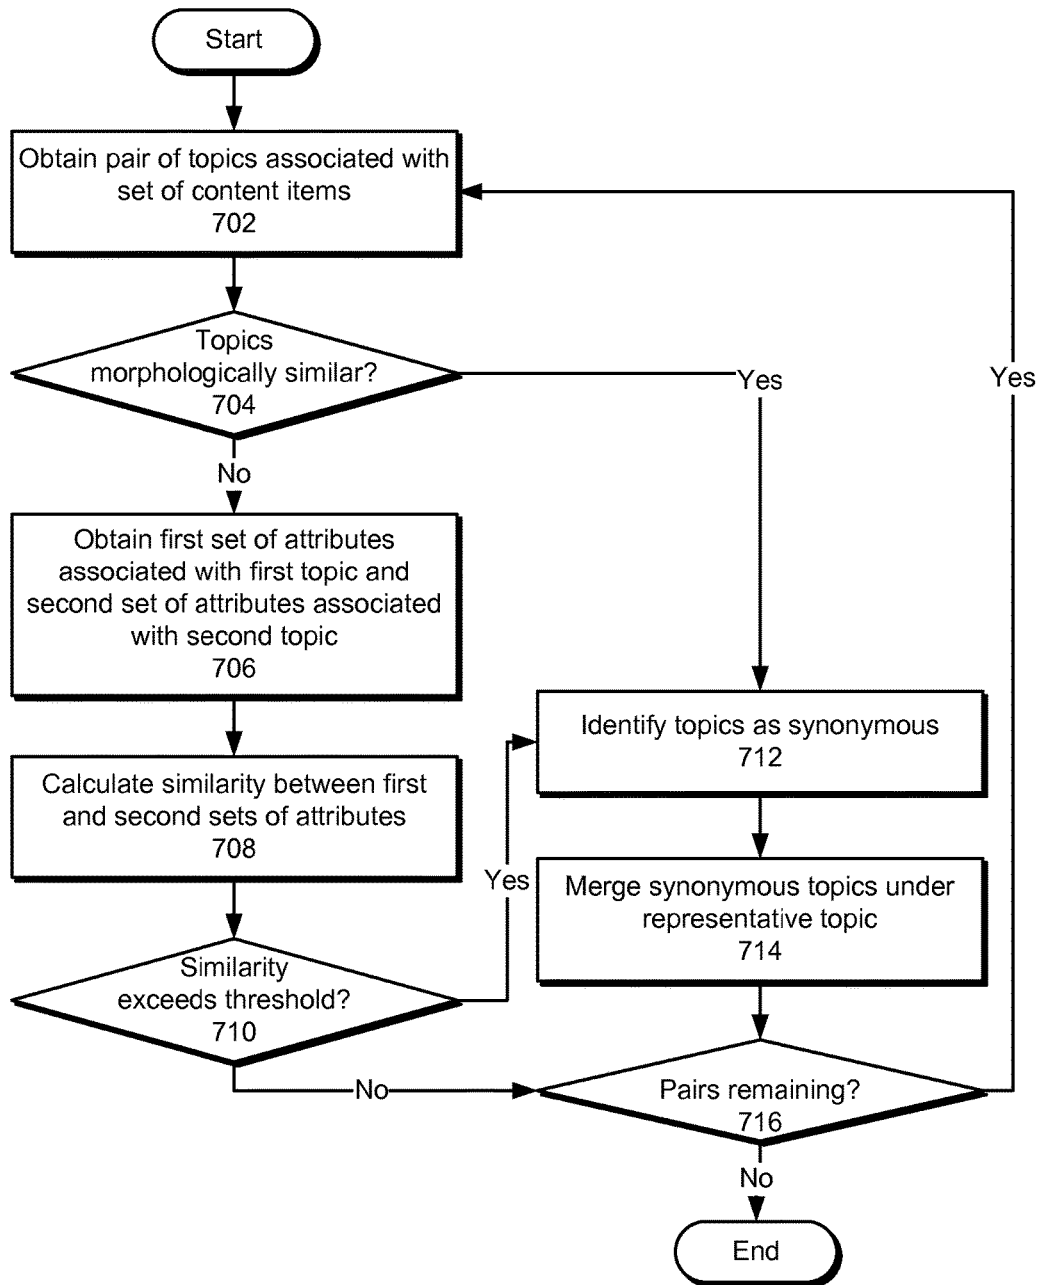 Start
Obtain pair of topics associated with
set of content items
702
Topics
morphologically similar?
704
Yes
Yes
No
Obtain first set of attributes
associated with first topic and
second set of attributes associated
with second topic
706
Identify topics as synonymous
712
Calculate similarity between first
and second sets of attributes
708
Yes
Merge synonymous topics under
representative topic
714
Similarity
exceeds threshold?
710
No
Pairs remaining?
716
No
End